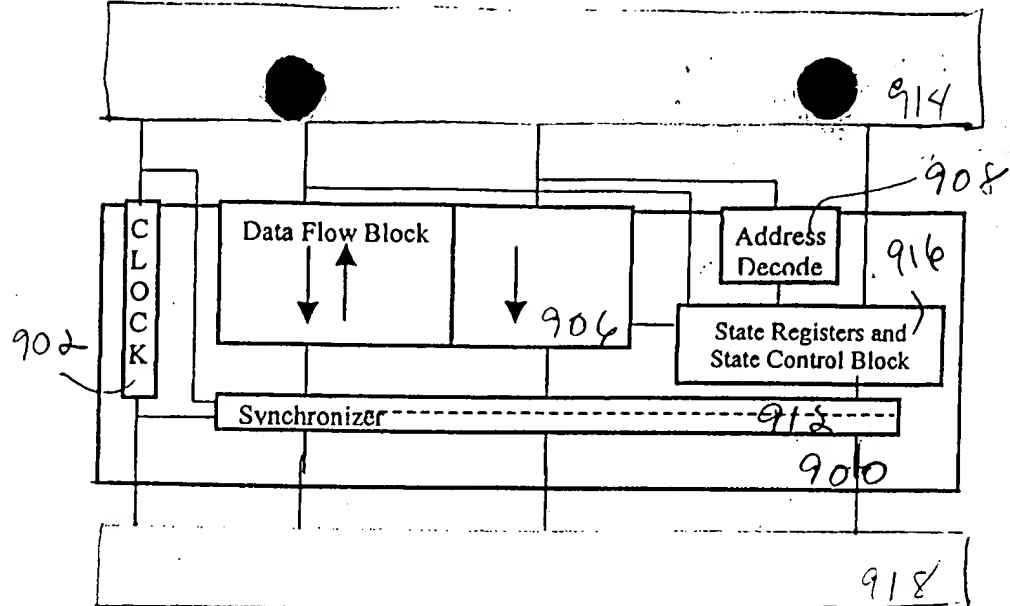 914
908
CLOCK
Data Flow Block
Address
Decode
916
906
State Registers and
State Control Block
902
Synchronizer
912
900
918